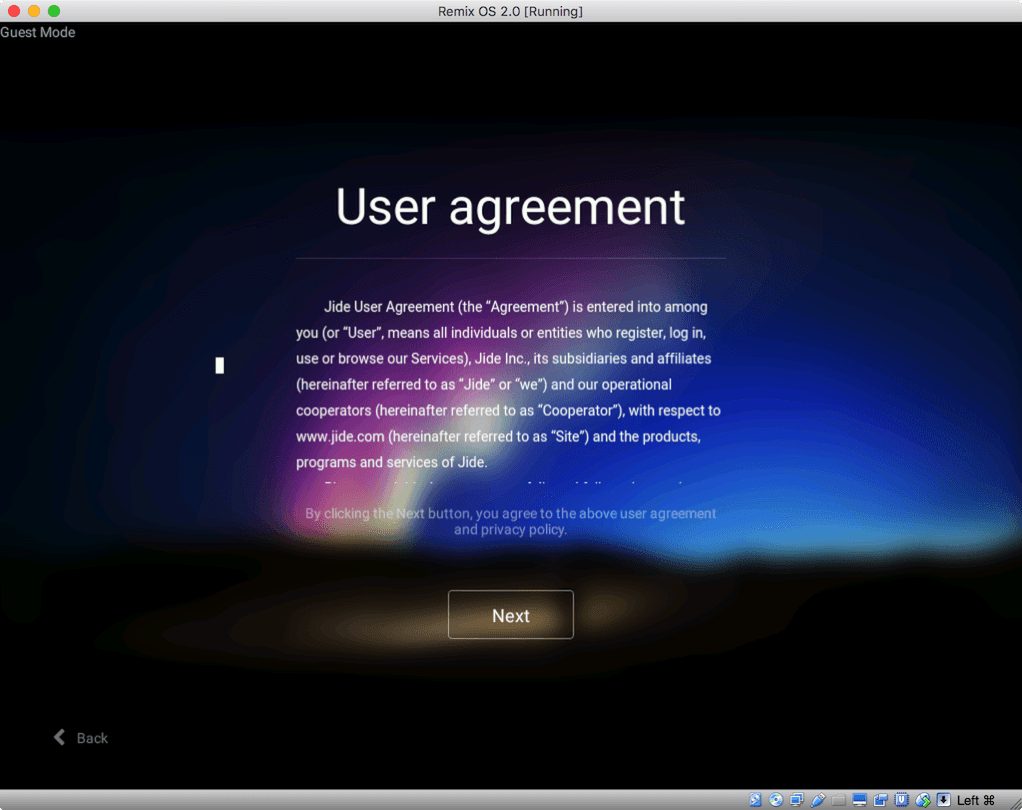 Remix OS 2.0 [Running]
Guest Mode
User agreement
Jide User Agreement (the “Agreement”) is entered into among
you (or “User”, means all individuals or entities who register, log in,
use or browse our Services), Jide Inc., its subsidiaries and affiliates
(hereinafter referred to as “Jide” or “we”) and our operational
cooperators (hereinafter referred to as “Cooperator”), with respect to
www.jide.com (hereinafter referred to as “Site”) and the products,
programs and services of Jide.
By clicking the Next button, you agree to the above user agreement
and privacy policy.
Next
Back
Left ⌘